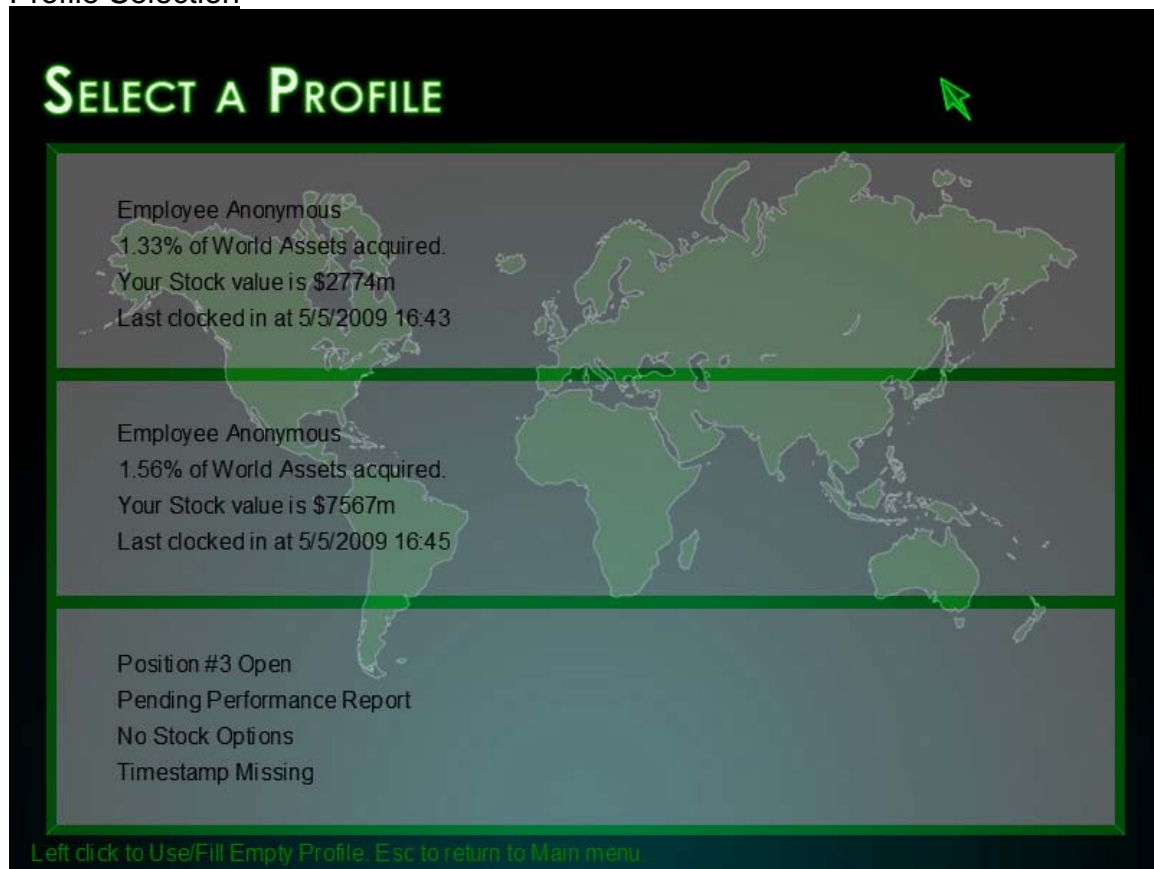 Profile Selection
SELECT A PROFILE
Employee Anonymous
1.33% of World Assets acquired.
Your Stock value is $2774m
Last clocked in at 5/5/2009 16:43
Employee Anonymous
1.56% of World Assets acquired.
Your Stock value is $7567m
Last clocked in at 5/5/2009 16:45
Position #3 Open
Pending Performance Report
No Stock Options
Timestamp Missing
Left click to Use/Fill Empty Profile. Esc to return to Main menu.